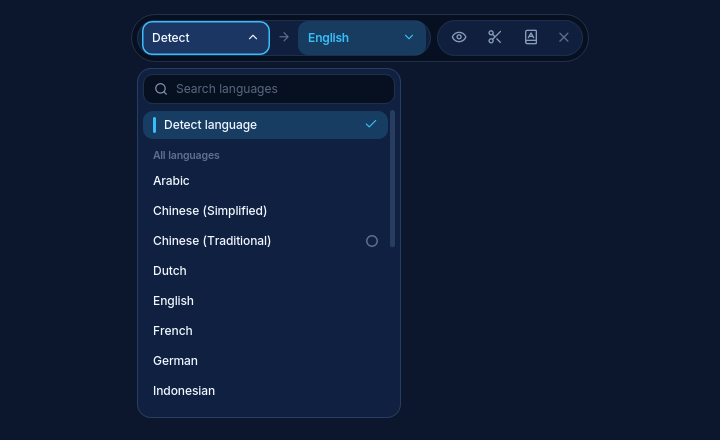 Detect
English
Search languages
Detect language
All languages
Arabic
Chinese (Simplified)
Chinese (Traditional)
Dutch
English
French
German
Indonesian